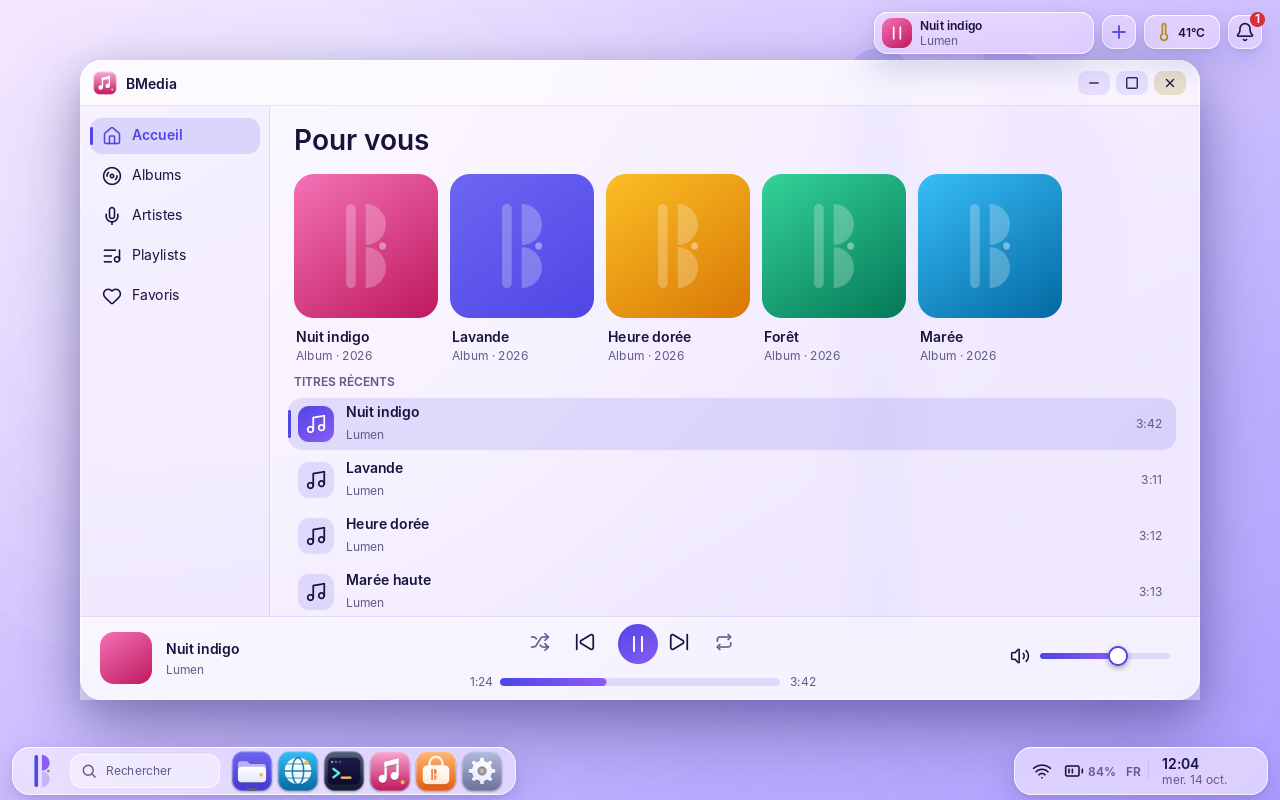 Nuit indigo
Lumen
41°C
1
BMedia
Accueil
Albums
Artistes
Playlists
Favoris
Pour vous
Nuit indigo
Album · 2026
Lavande
Album · 2026
Heure dorée
Album · 2026
Forêt
Album · 2026
Marée
Album · 2026
TITRES RÉCENTS
Nuit indigo
Lumen
3:42
Lavande
Lumen
3:11
Heure dorée
Lumen
3:12
Marée haute
Lumen
3:13
Nuit indigo
Lumen
1:24
3:42
Rechercher
84%
FR
12:04
mer. 14 oct.